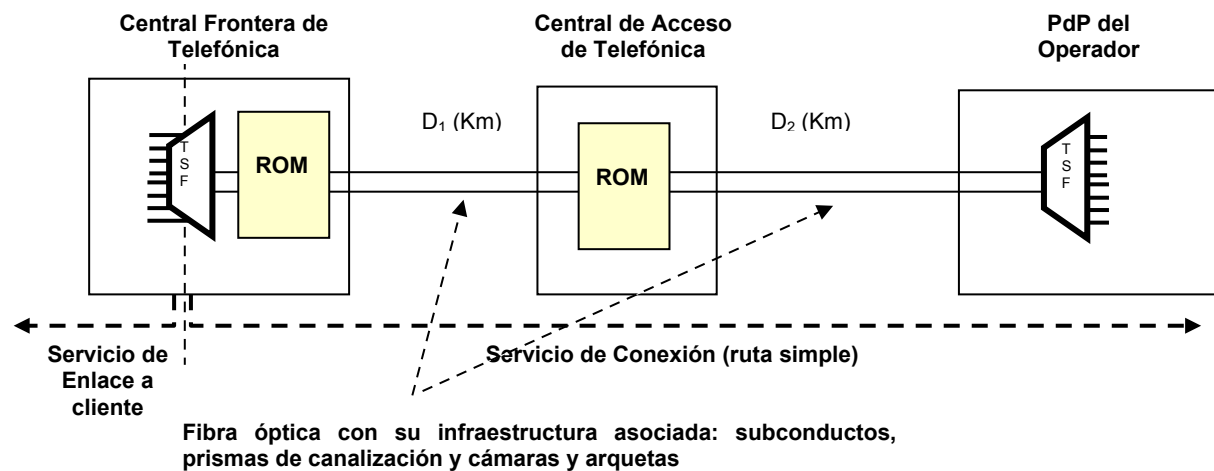 Central Frontera de
Telefónica
Central de Acceso
de Telefónica
PdP del
Operador
D₁ (Km)
D₂ (Km)
T
S
F
ROM
ROM
T
S
F
Servicio de
Enlace a
cliente
Servicio de Conexión (ruta simple)
Fibra óptica con su infraestructura asociada: subconductos,
prismas de canalización y cámaras y arquetas